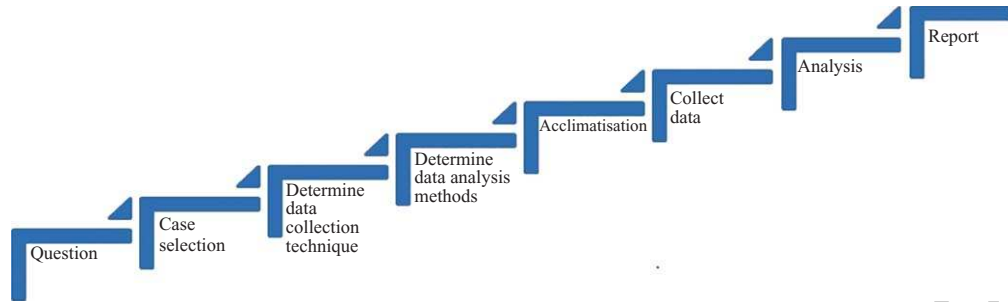 Question
Case
selection
Determine
data
collection
technique
Determine
data analysis
methods
Acclimatisation
Collect
data
Analysis
Report